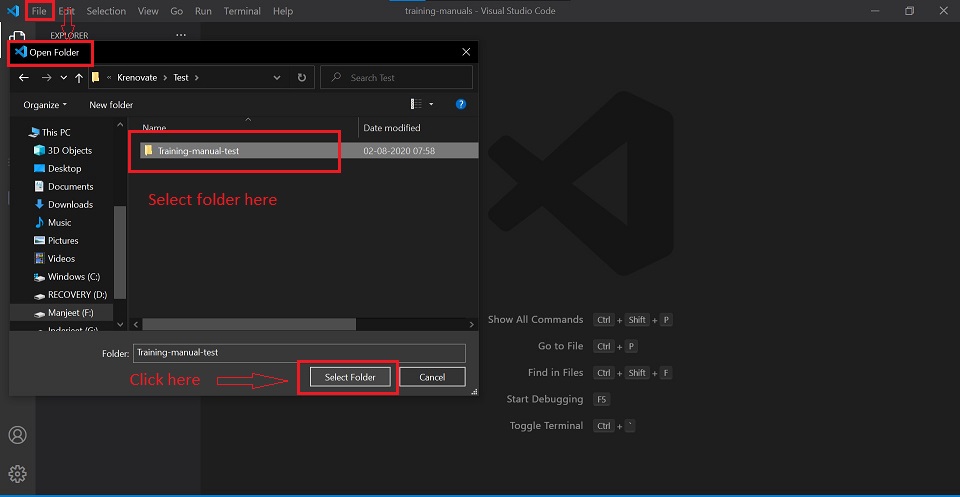 File Edit Selection View Go Run Terminal Help training-manuals - Visual Studio Code
EXPLORER ...
Open Folder
« Krenovate > Test > Search Test
Organize New folder
Name Date modified
Training-manual-test 02-08-2020 07:58
Select folder here
This PC
3D Objects
Desktop
Documents
Downloads
Music
Pictures
Videos
Windows (C:)
RECOVERY (D:)
Manjeet (F:)
Inderjeet (G:)
Folder: Training-manual-test
Click here
Select Folder Cancel
Show All Commands Ctrl + Shift + P
Go to File Ctrl + P
Find in Files Ctrl + Shift + F
Start Debugging F5
Toggle Terminal Ctrl + `